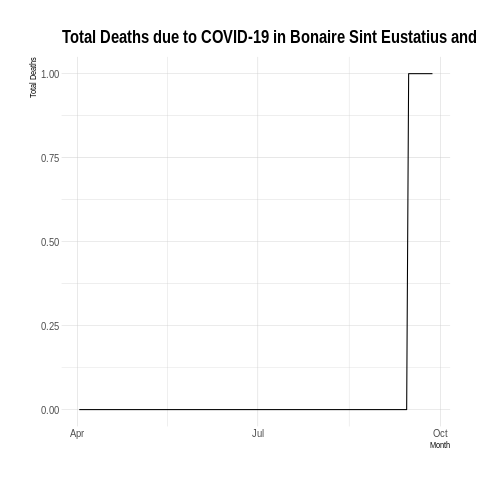 Total Deaths due to COVID-19 in Bonaire Sint Eustatius and
Total Deaths
1.00
0.75
0.50
0.25
0.00
Apr Jul Oct
Month